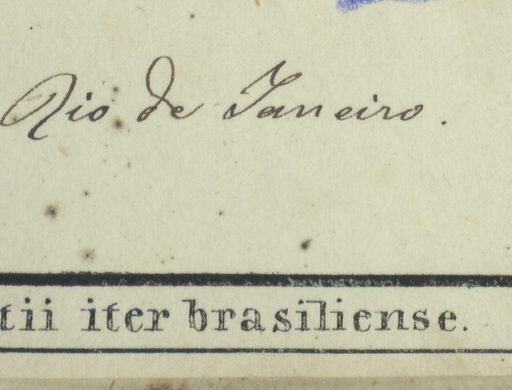 Rio de Janeiro.
tii iter brasiliense.